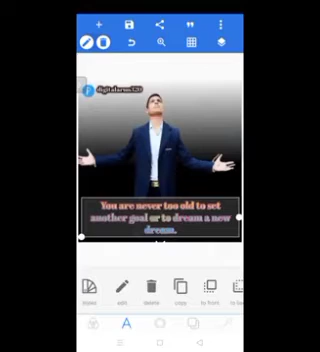 digitalarun320
You are never too old to set
another goal or to dream a new
dream.
edit
delete
copy
to front